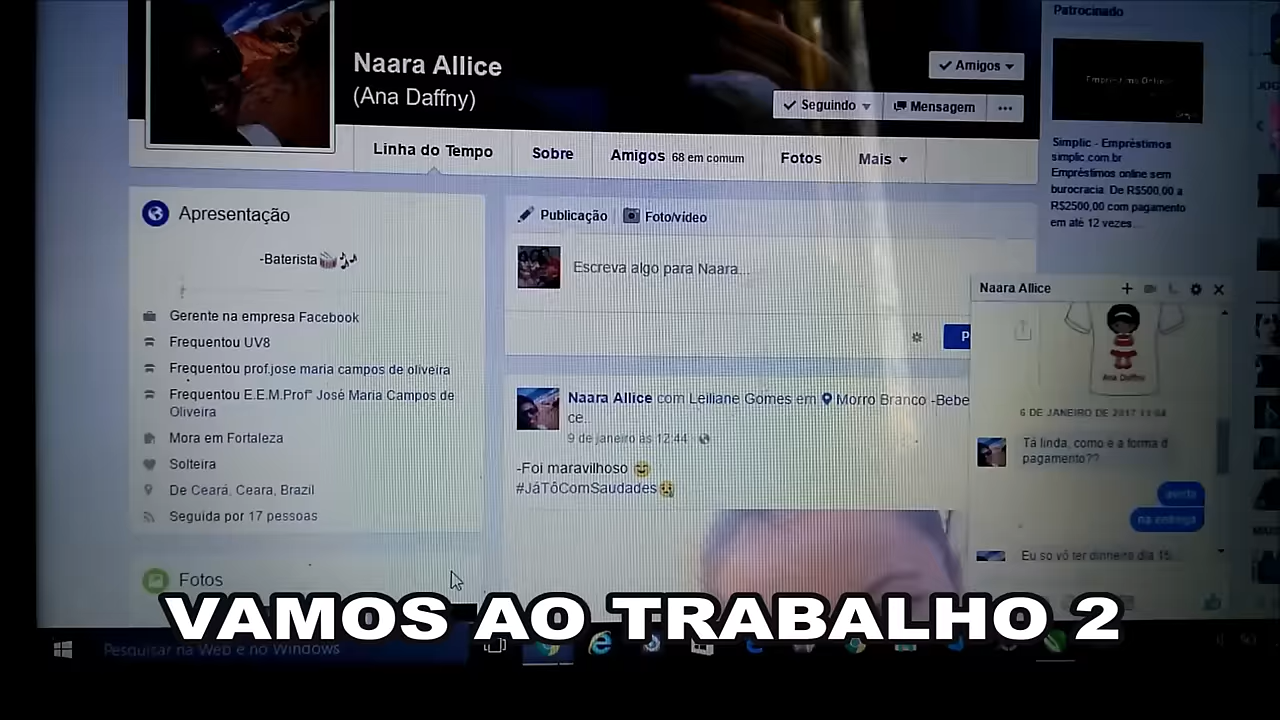 Naara Allice
(Ana Daffny)
Amigos
Seguindo
Mensagem
Linha do Tempo
Sobre
Amigos 68 em comum
Fotos
Mais
Patrocinado
Simplic - Empréstimos
simplic.com.br
Empréstimos online sem
burocracia. De R$500,00 a
R$2500,00 com pagamento
em até 12 vezes...
Apresentação
-Baterista🥁🎶
Gerente na empresa Facebook
Frequentou UV8
Frequentou prof.jose maria campos de oliveira
Frequentou E.E.M.Profª José Maria Campos de
Oliveira
Mora em Fortaleza
Solteira
De Ceará, Ceara, Brazil
Seguida por 17 pessoas
Fotos
Publicação
Foto/vídeo
Escreva algo para Naara...
P
Naara Allice com Leiliane Gomes em Morro Branco -Bebe
ce...
9 de janeiro às 12:44
-Foi maravilhoso 😄
#JáTôComSaudades😢
Naara Allice
Ana Daffny
6 DE JANEIRO DE 2017 11:04
Tá linda, como e a forma d
pagamento??
na entrega
Eu so vó ter dinheiro dia 15...
VAMOS AO TRABALHO 2
Pesquisar na Web e no Windows